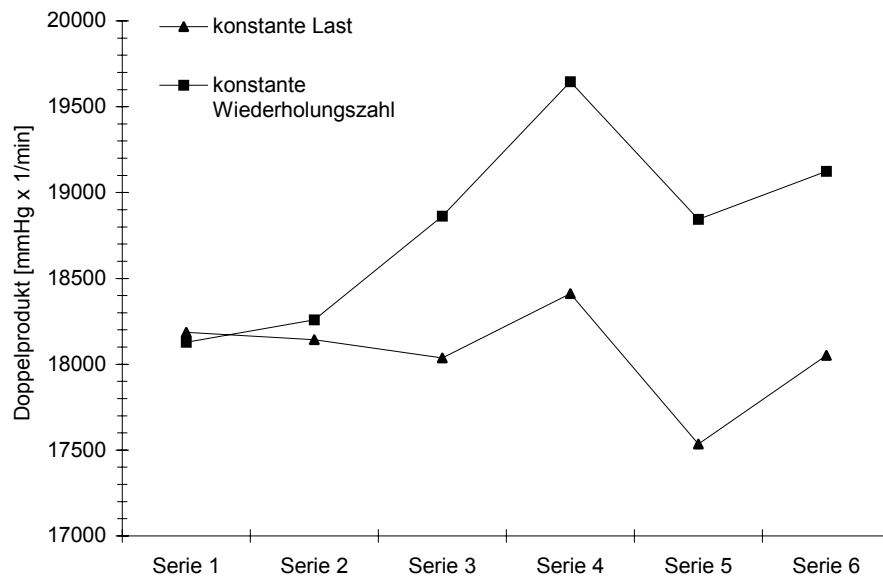 20000
19500
19000
18500
18000
17500
17000
Doppelprodukt [mmHg x 1/min]
konstante Last
konstante
Wiederholungszahl
Serie 1 Serie 2 Serie 3 Serie 4 Serie 5 Serie 6